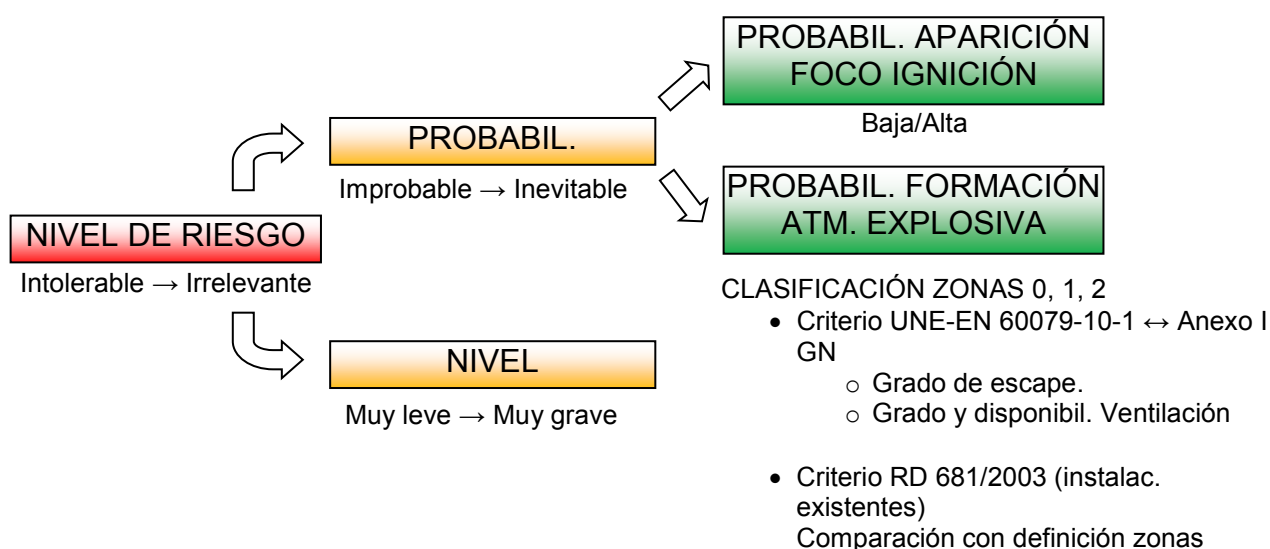 NIVEL DE RIESGO
Intolerable → Irrelevante
PROBABIL.
Improbable → Inevitable
NIVEL
Muy leve → Muy grave
PROBABIL. APARICIÓN
FOCO IGNICIÓN
Baja/Alta
PROBABIL. FORMACIÓN
ATM. EXPLOSIVA
CLASIFICACIÓN ZONAS 0, 1, 2
• Criterio UNE-EN 60079-10-1 ↔ Anexo I
GN
o Grado de escape.
o Grado y disponibil. Ventilación
• Criterio RD 681/2003 (instalac.
existentes)
Comparación con definición zonas